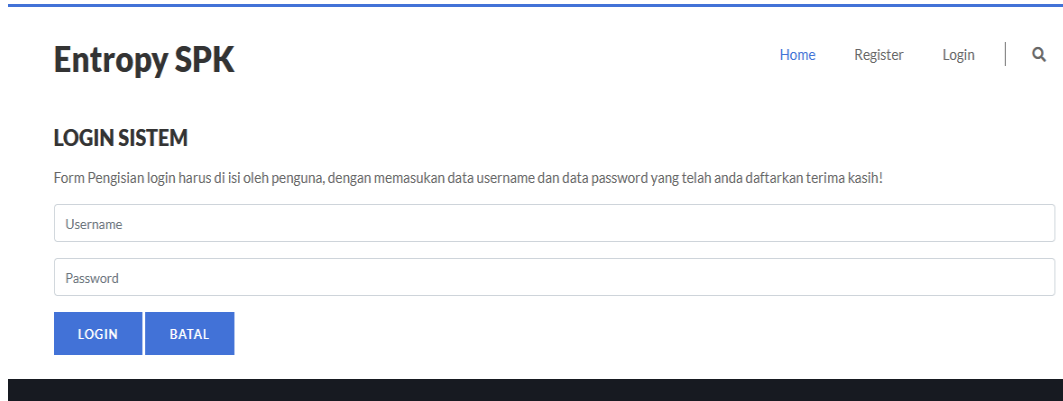 Entropy SPK
Home Register Login
LOGIN SISTEM
Form Pengisian login harus di isi oleh penguna, dengan memasukan data username dan data password yang telah anda daftarkan terima kasih!
Username
Password
LOGIN BATAL